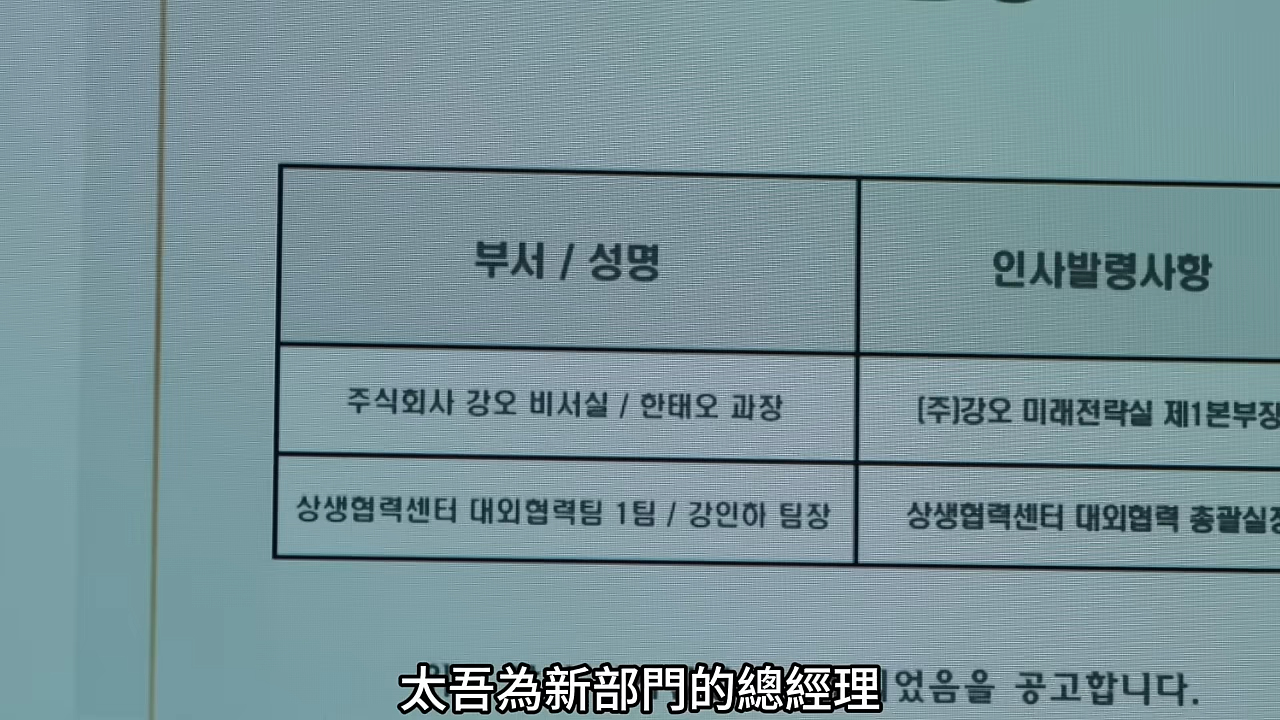 부서 / 성명
인사발령사항
주식회사 강오 비서실 / 한태오 과장
(주)강오 미래전략실 제1본부장
상생협력센터 대외협력팀 1팀 / 강인하 팀장
상생협력센터 대외협력 총괄실장
었음을 공고합니다.
太吾為新部門的總經理